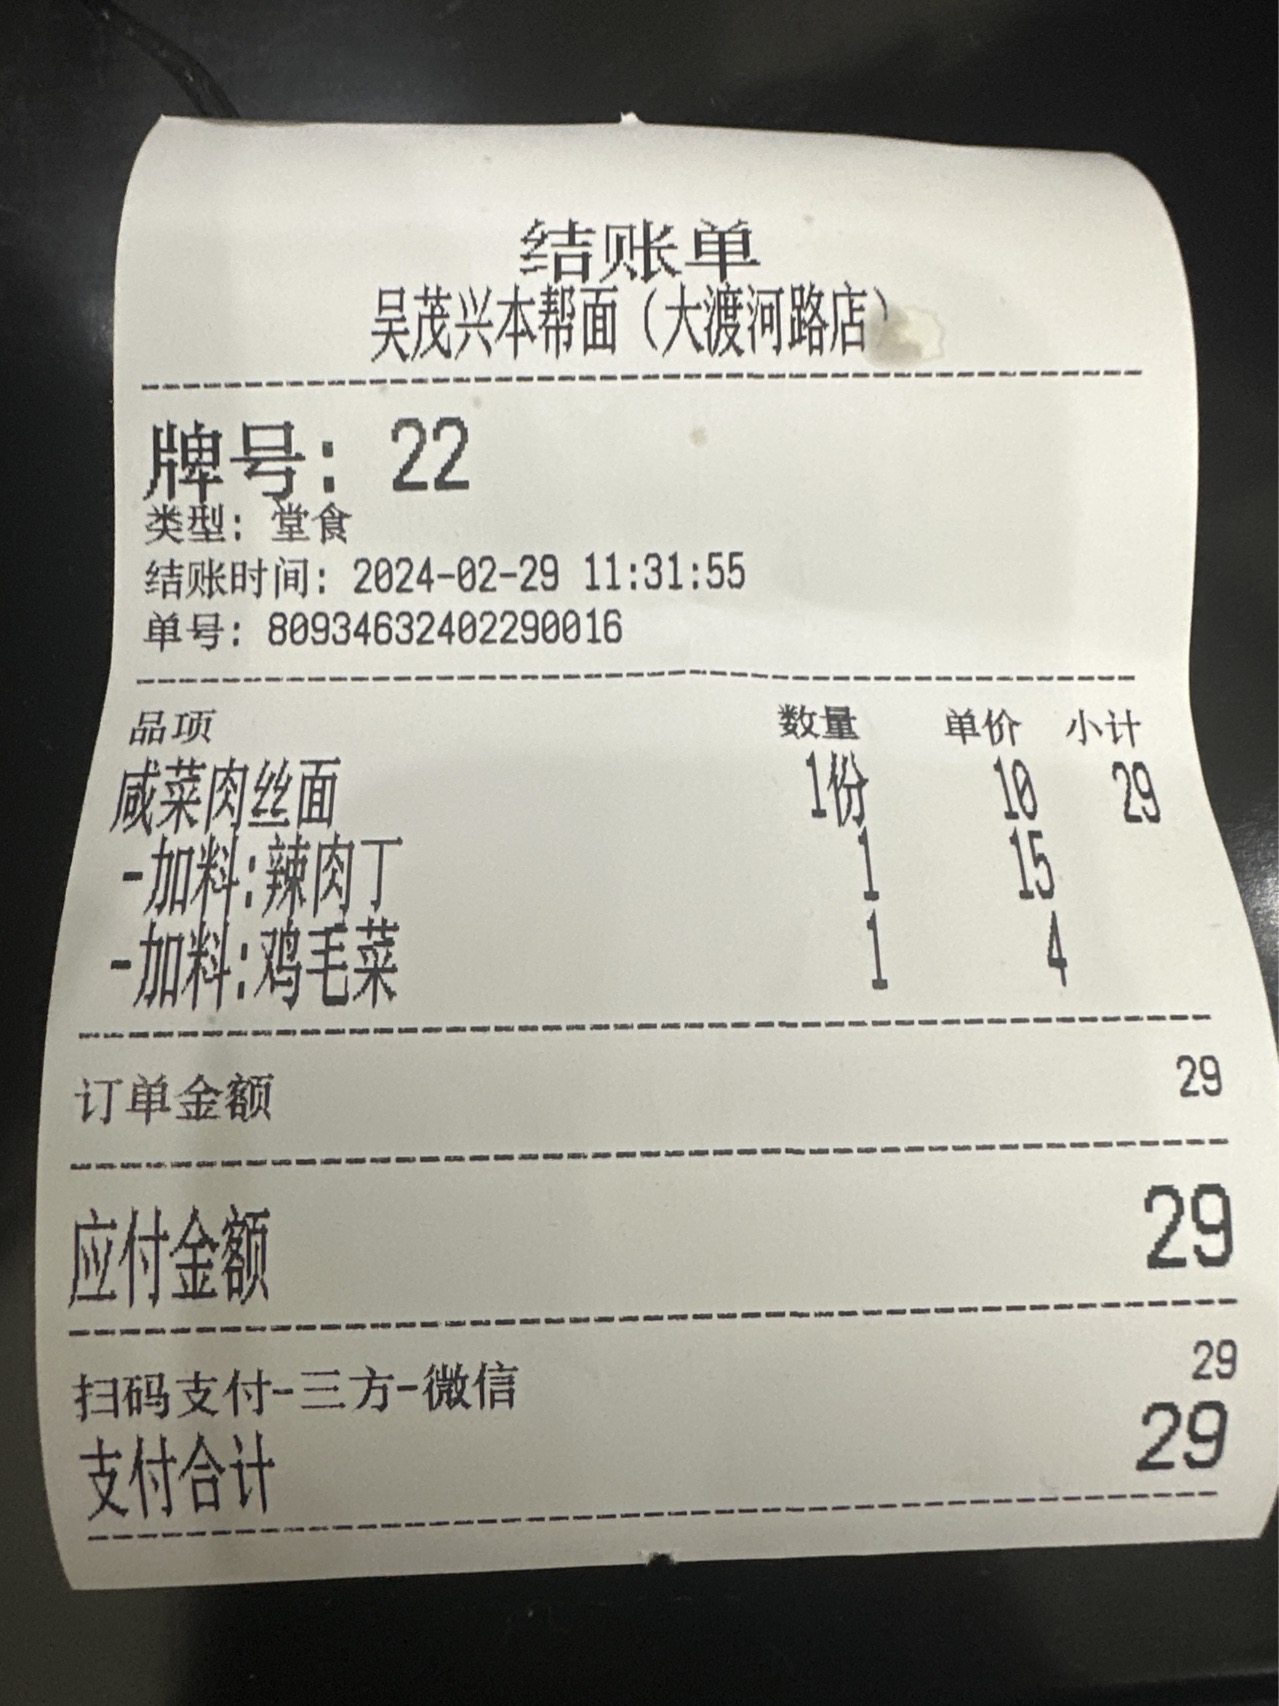 结账单
吴茂兴本帮面（大渡河路店）
牌号: 22
类型: 堂食
结账时间: 2024-02-29 11:31:55
单号: 80934632402290016
品项 数量 单价 小计
咸菜肉丝面 1份 10 29
-加料:辣肉丁 1 15
-加料:鸡毛菜 1 4
订单金额 29
应付金额 29
扫码支付-三方-微信 29
支付合计 29